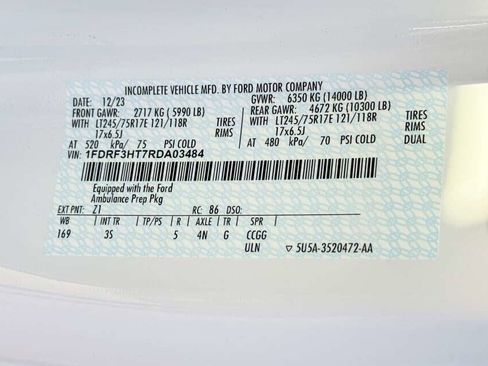 INCOMPLETE VEHICLE MFD. BY FORD MOTOR COMPANY
DATE: 12/23 GVWR: 6350 KG (14000 LB)
FRONT GAWR: 2717 KG (5990 LB) REAR GAWR: 4672 KG (10300 LB)
WITH LT245/75R17E 121/118R TIRES WITH LT245/75R17E 121/118R TIRES
17x6.5J RIMS 17x6.5J RIMS
AT 520 kPa/ 75 PSI COLD AT 480 kPa/ 70 PSI COLD DUAL
VIN: 1FDRF3HT7RDA03484
Equipped with the Ford
Ambulance Prep Pkg
EXT PNT: Z1 RC: 86 DSO:
WB INT TR TP/PS R AXLE TR SPR
169 3S 5 4N G CCGG
ULN ▽ 5U5A-3520472-AA